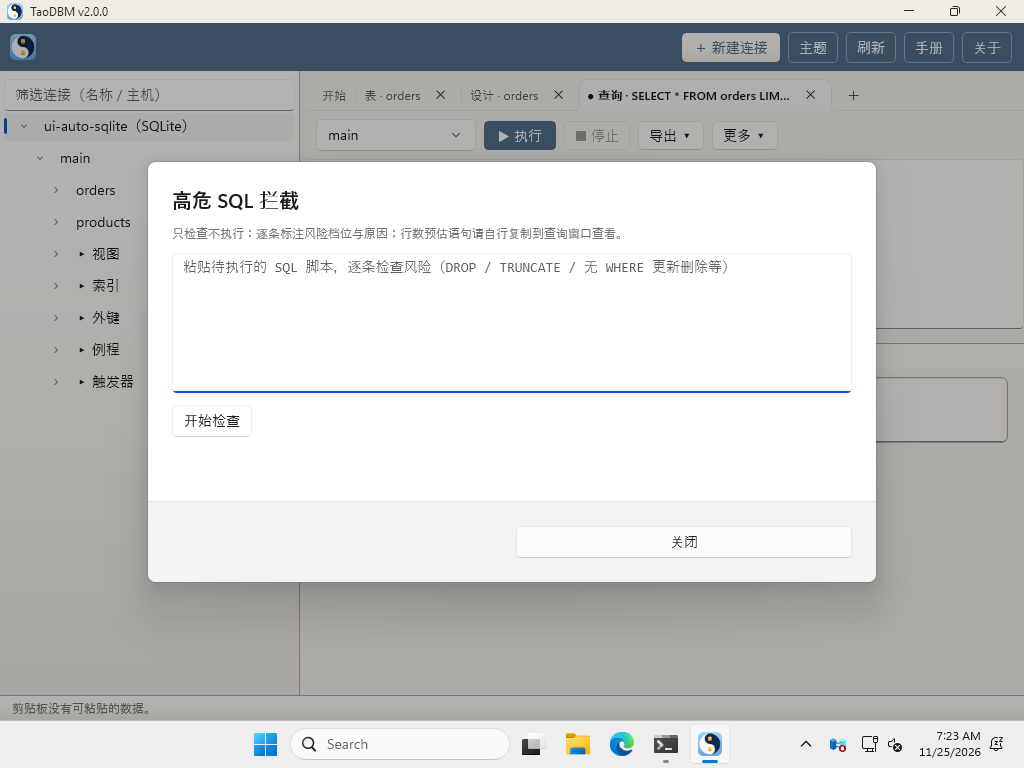 TaoDBM v2.0.0
+ 新建连接
主题
刷新
手册
关于
筛选连接（名称 / 主机）
ui-auto-sqlite（SQLite）
main
orders
products
视图
索引
外键
例程
触发器
开始
表 · orders
设计 · orders
● 查询 · SELECT * FROM orders LIM...
main
执行
停止
导出
更多
高危 SQL 拦截
只检查不执行：逐条标注风险档位与原因；行数预估语句请自行复制到查询窗口查看。
粘贴待执行的 SQL 脚本，逐条检查风险（DROP / TRUNCATE / 无 WHERE 更新删除等）
开始检查
关闭
剪贴板没有可粘贴的数据。
Search
7:23 AM
11/25/2026